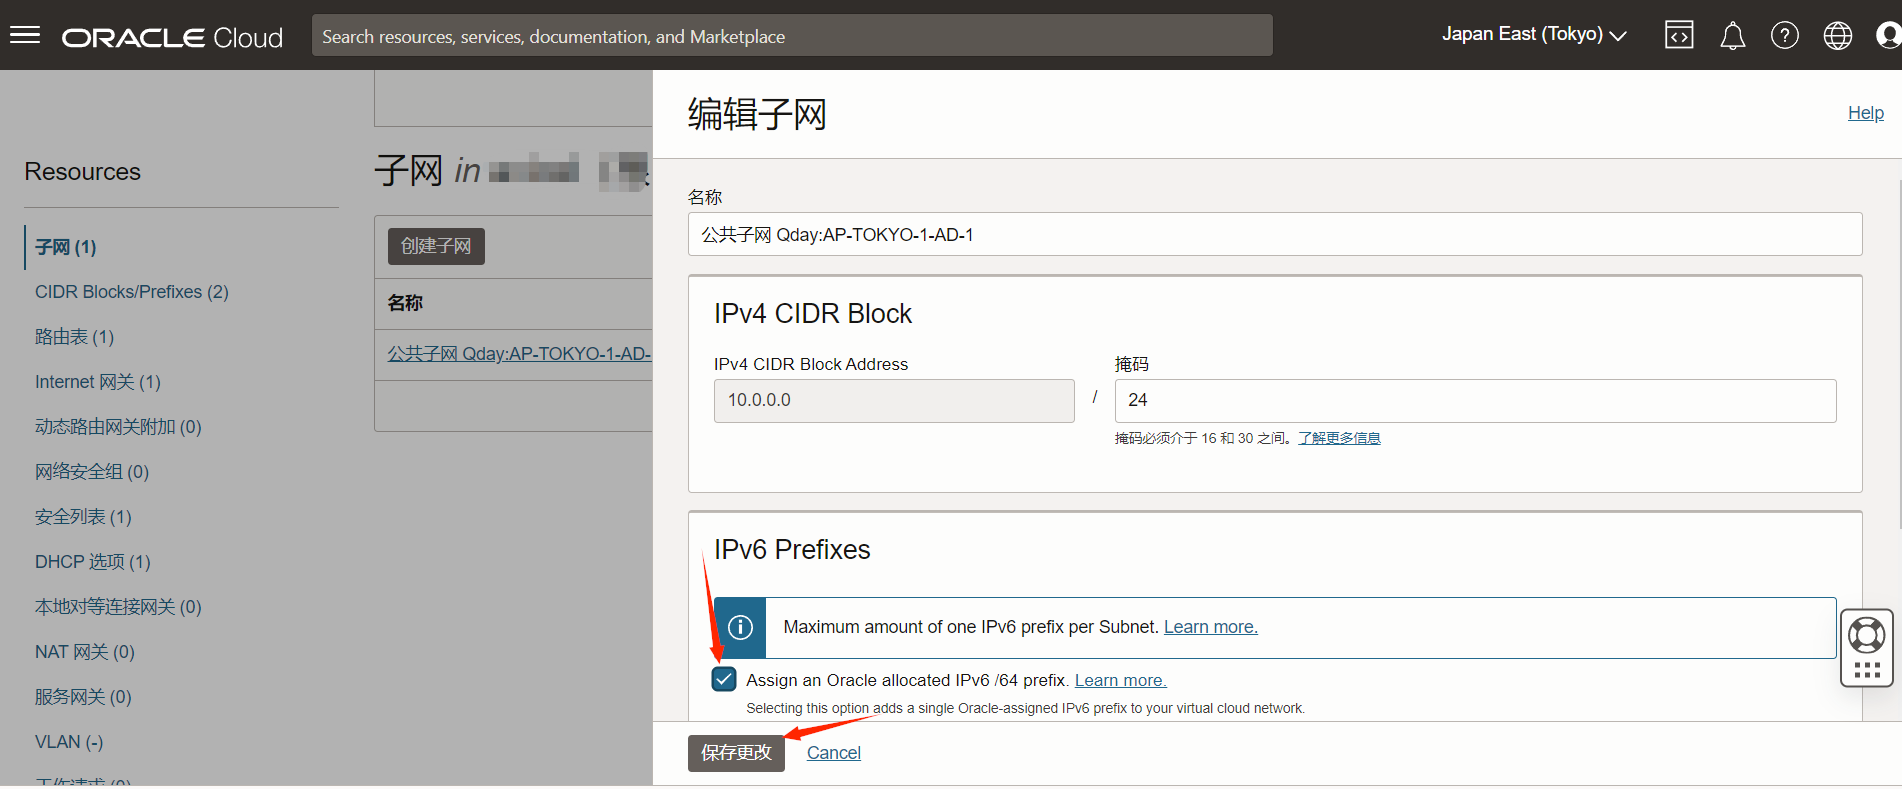 ORACLE Cloud
Search resources, services, documentation, and Marketplace
Japan East (Tokyo)
Resources
子网 (1)
CIDR Blocks/Prefixes (2)
路由表 (1)
Internet 网关 (1)
动态路由网关附加 (0)
网络安全组 (0)
安全列表 (1)
DHCP 选项 (1)
本地对等连接网关 (0)
NAT 网关 (0)
服务网关 (0)
VLAN (-)
工作请求 (0)
子网 in
创建子网
名称
公共子网 Qday:AP-TOKYO-1-AD-
编辑子网
Help
名称
公共子网 Qday:AP-TOKYO-1-AD-1
IPv4 CIDR Block
IPv4 CIDR Block Address
掩码
10.0.0.0
/
24
掩码必须介于 16 和 30 之间。了解更多信息
IPv6 Prefixes
Maximum amount of one IPv6 prefix per Subnet. Learn more.
Assign an Oracle allocated IPv6 /64 prefix. Learn more.
Selecting this option adds a single Oracle-assigned IPv6 prefix to your virtual cloud network.
保存更改
Cancel